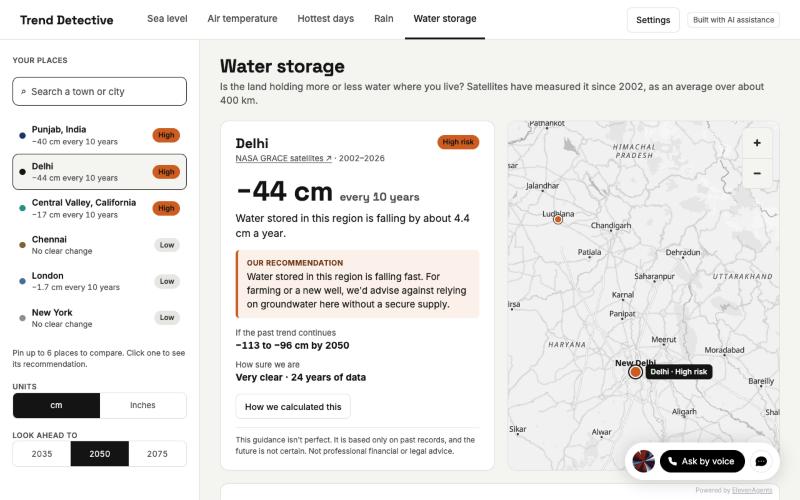 Trend Detective
Sea level
Air temperature
Hottest days
Rain
Water storage
Settings
Built with AI assistance
YOUR PLACES
Search a town or city
Punjab, India
−40 cm every 10 years
High
Delhi
−44 cm every 10 years
High
Central Valley, California
−17 cm every 10 years
High
Chennai
No clear change
Low
London
−1.7 cm every 10 years
Low
New York
No clear change
Low
Pin up to 6 places to compare. Click one to see
its recommendation.
UNITS
cm
Inches
LOOK AHEAD TO
2035
2050
2075
Water storage
Is the land holding more or less water where you live? Satellites have measured it since 2002, as an average over about
400 km.
Delhi
High risk
NASA GRACE satellites ↗ · 2002–2026
−44 cm every 10 years
Water stored in this region is falling by about 4.4
cm a year.
OUR RECOMMENDATION
Water stored in this region is falling fast. For
farming or a new well, we'd advise against relying
on groundwater here without a secure supply.
If the past trend continues
−113 to −96 cm by 2050
How sure we are
Very clear · 24 years of data
How we calculated this
This guidance isn't perfect. It is based only on past records, and the
future is not certain. Not professional financial or legal advice.
Pathankot
HIMACHAL
PRADESH
+
−
sar
Jalandhar
Ludhiana
Chandigarh
Patiala
Dehradun
Saharanpur
UTTARAKHAND
irsa
Karnal
Panipat
HARYANA
Meerut
Moradabad
New Delhi
Delhi · High risk
Bareilly
Aligarh
Shai
Sikar
Alwar
Ask by voice
Powered by ElevenAgents